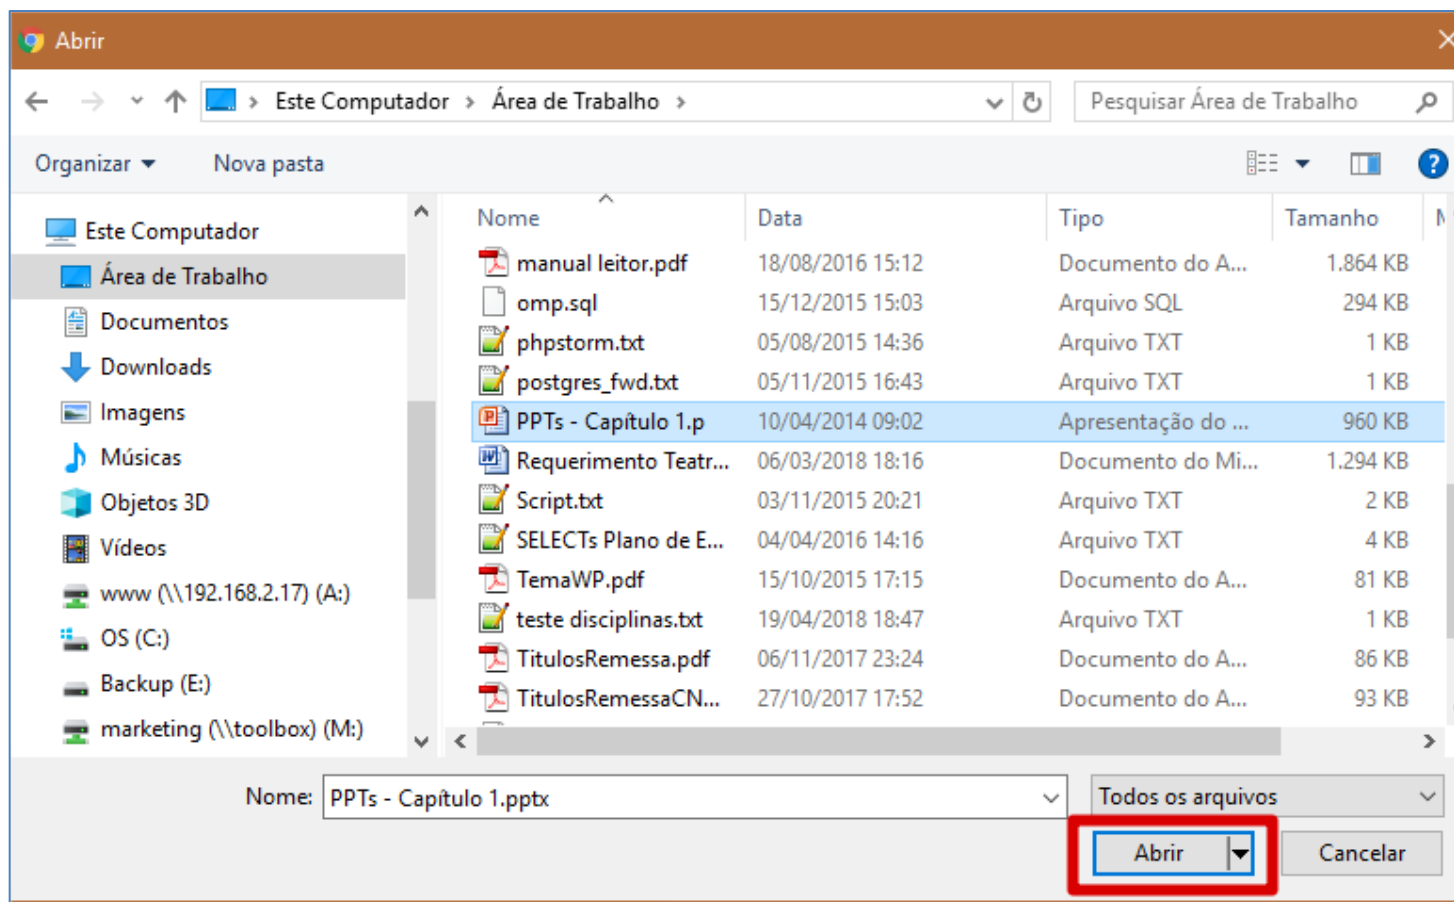 Abrir
Este Computador > Área de Trabalho >
Pesquisar Área de Trabalho
Organizar
Nova pasta
Este Computador
Área de Trabalho
Documentos
Downloads
Imagens
Músicas
Objetos 3D
Vídeos
www (\\192.168.2.17) (A:)
OS (C:)
Backup (E:)
marketing (\\toolbox) (M:)
Nome Data Tipo Tamanho
manual leitor.pdf 18/08/2016 15:12 Documento do A... 1.864 KB
omp.sql 15/12/2015 15:03 Arquivo SQL 294 KB
phpstorm.txt 05/08/2015 14:36 Arquivo TXT 1 KB
postgres_fwd.txt 05/11/2015 16:43 Arquivo TXT 1 KB
PPTs - Capítulo 1.p 10/04/2014 09:02 Apresentação do ... 960 KB
Requerimento Teatr... 06/03/2018 18:16 Documento do Mi... 1.294 KB
Script.txt 03/11/2015 20:21 Arquivo TXT 2 KB
SELECTs Plano de E... 04/04/2016 14:16 Arquivo TXT 4 KB
TemaWP.pdf 15/10/2015 17:15 Documento do A... 81 KB
teste disciplinas.txt 19/04/2018 18:47 Arquivo TXT 1 KB
TitulosRemessa.pdf 06/11/2017 23:24 Documento do A... 86 KB
TitulosRemessaCN... 27/10/2017 17:52 Documento do A... 93 KB
Nome: PPTs - Capítulo 1.pptx
Todos os arquivos
Abrir
Cancelar